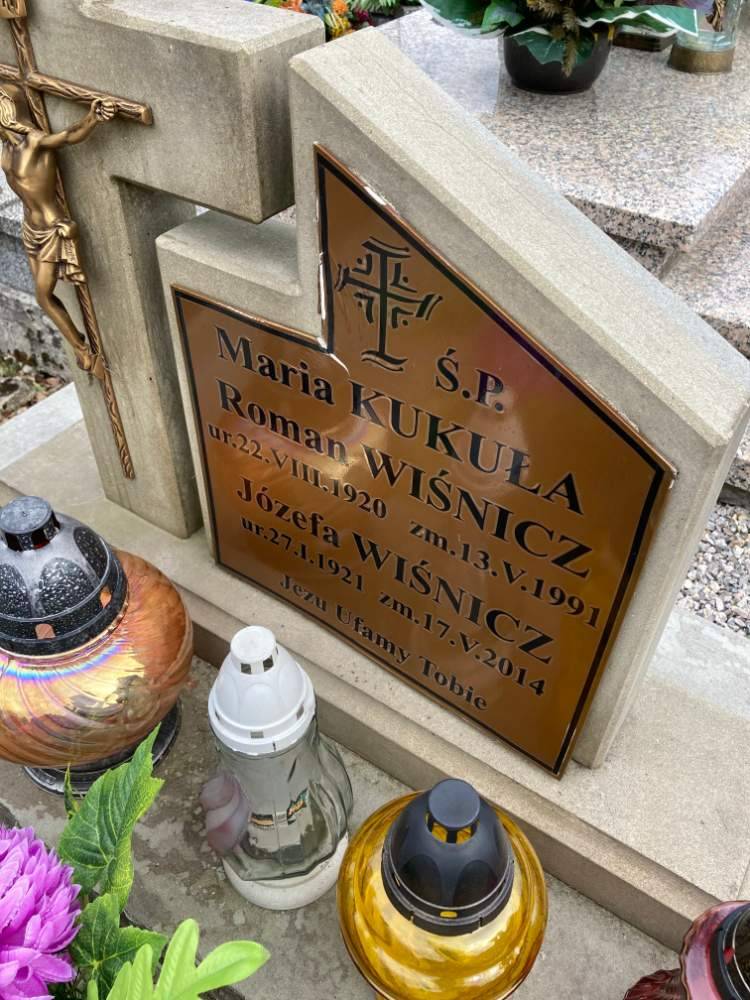 Ś.P.
Maria KUKUŁA
Roman WIŚNICZ
ur.22.VIII.1920 zm.13.V.1991
Józefa WIŚNICZ
ur.27.I.1921 zm.17.V.2014
Jezu Ufamy Tobie